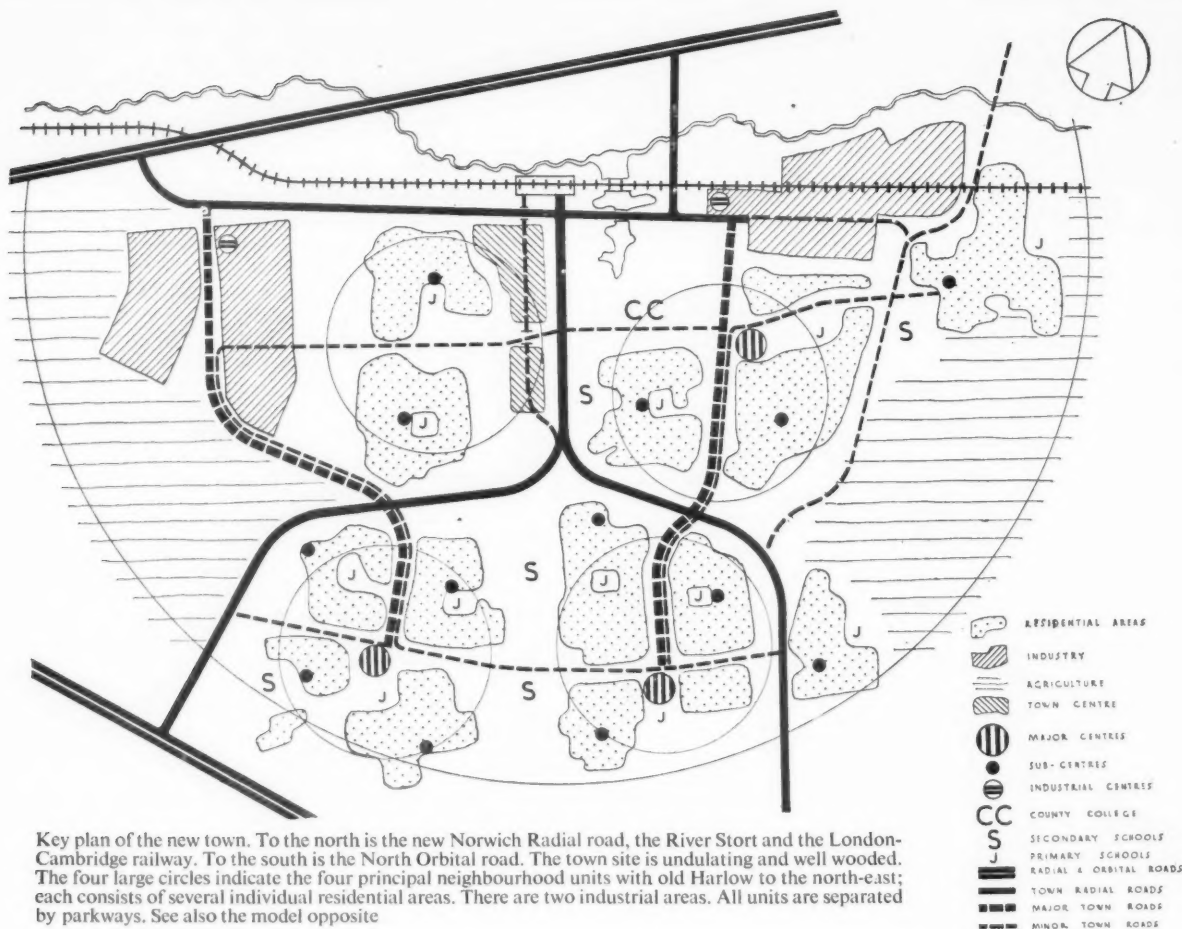 CC
J
J
J
J
J
S
S
J
J
J
J
J
S
S
S
J
J
J
RESIDENTIAL AREAS
INDUSTRY
AGRICULTURE
TOWN CENTRE
MAJOR CENTRES
SUB-CENTRES
INDUSTRIAL CENTRES
CC COUNTY COLLEGE
S SECONDARY SCHOOLS
J PRIMARY SCHOOLS
RADIAL & ORBITAL ROADS
TOWN RADIAL ROADS
MAJOR TOWN ROADS
MINOR TOWN ROADS
Key plan of the new town. To the north is the new Norwich Radial road, the River Stort and the London-
Cambridge railway. To the south is the North Orbital road. The town site is undulating and well wooded.
The four large circles indicate the four principal neighbourhood units with old Harlow to the north-east;
each consists of several individual residential areas. There are two industrial areas. All units are separated
by parkways. See also the model opposite